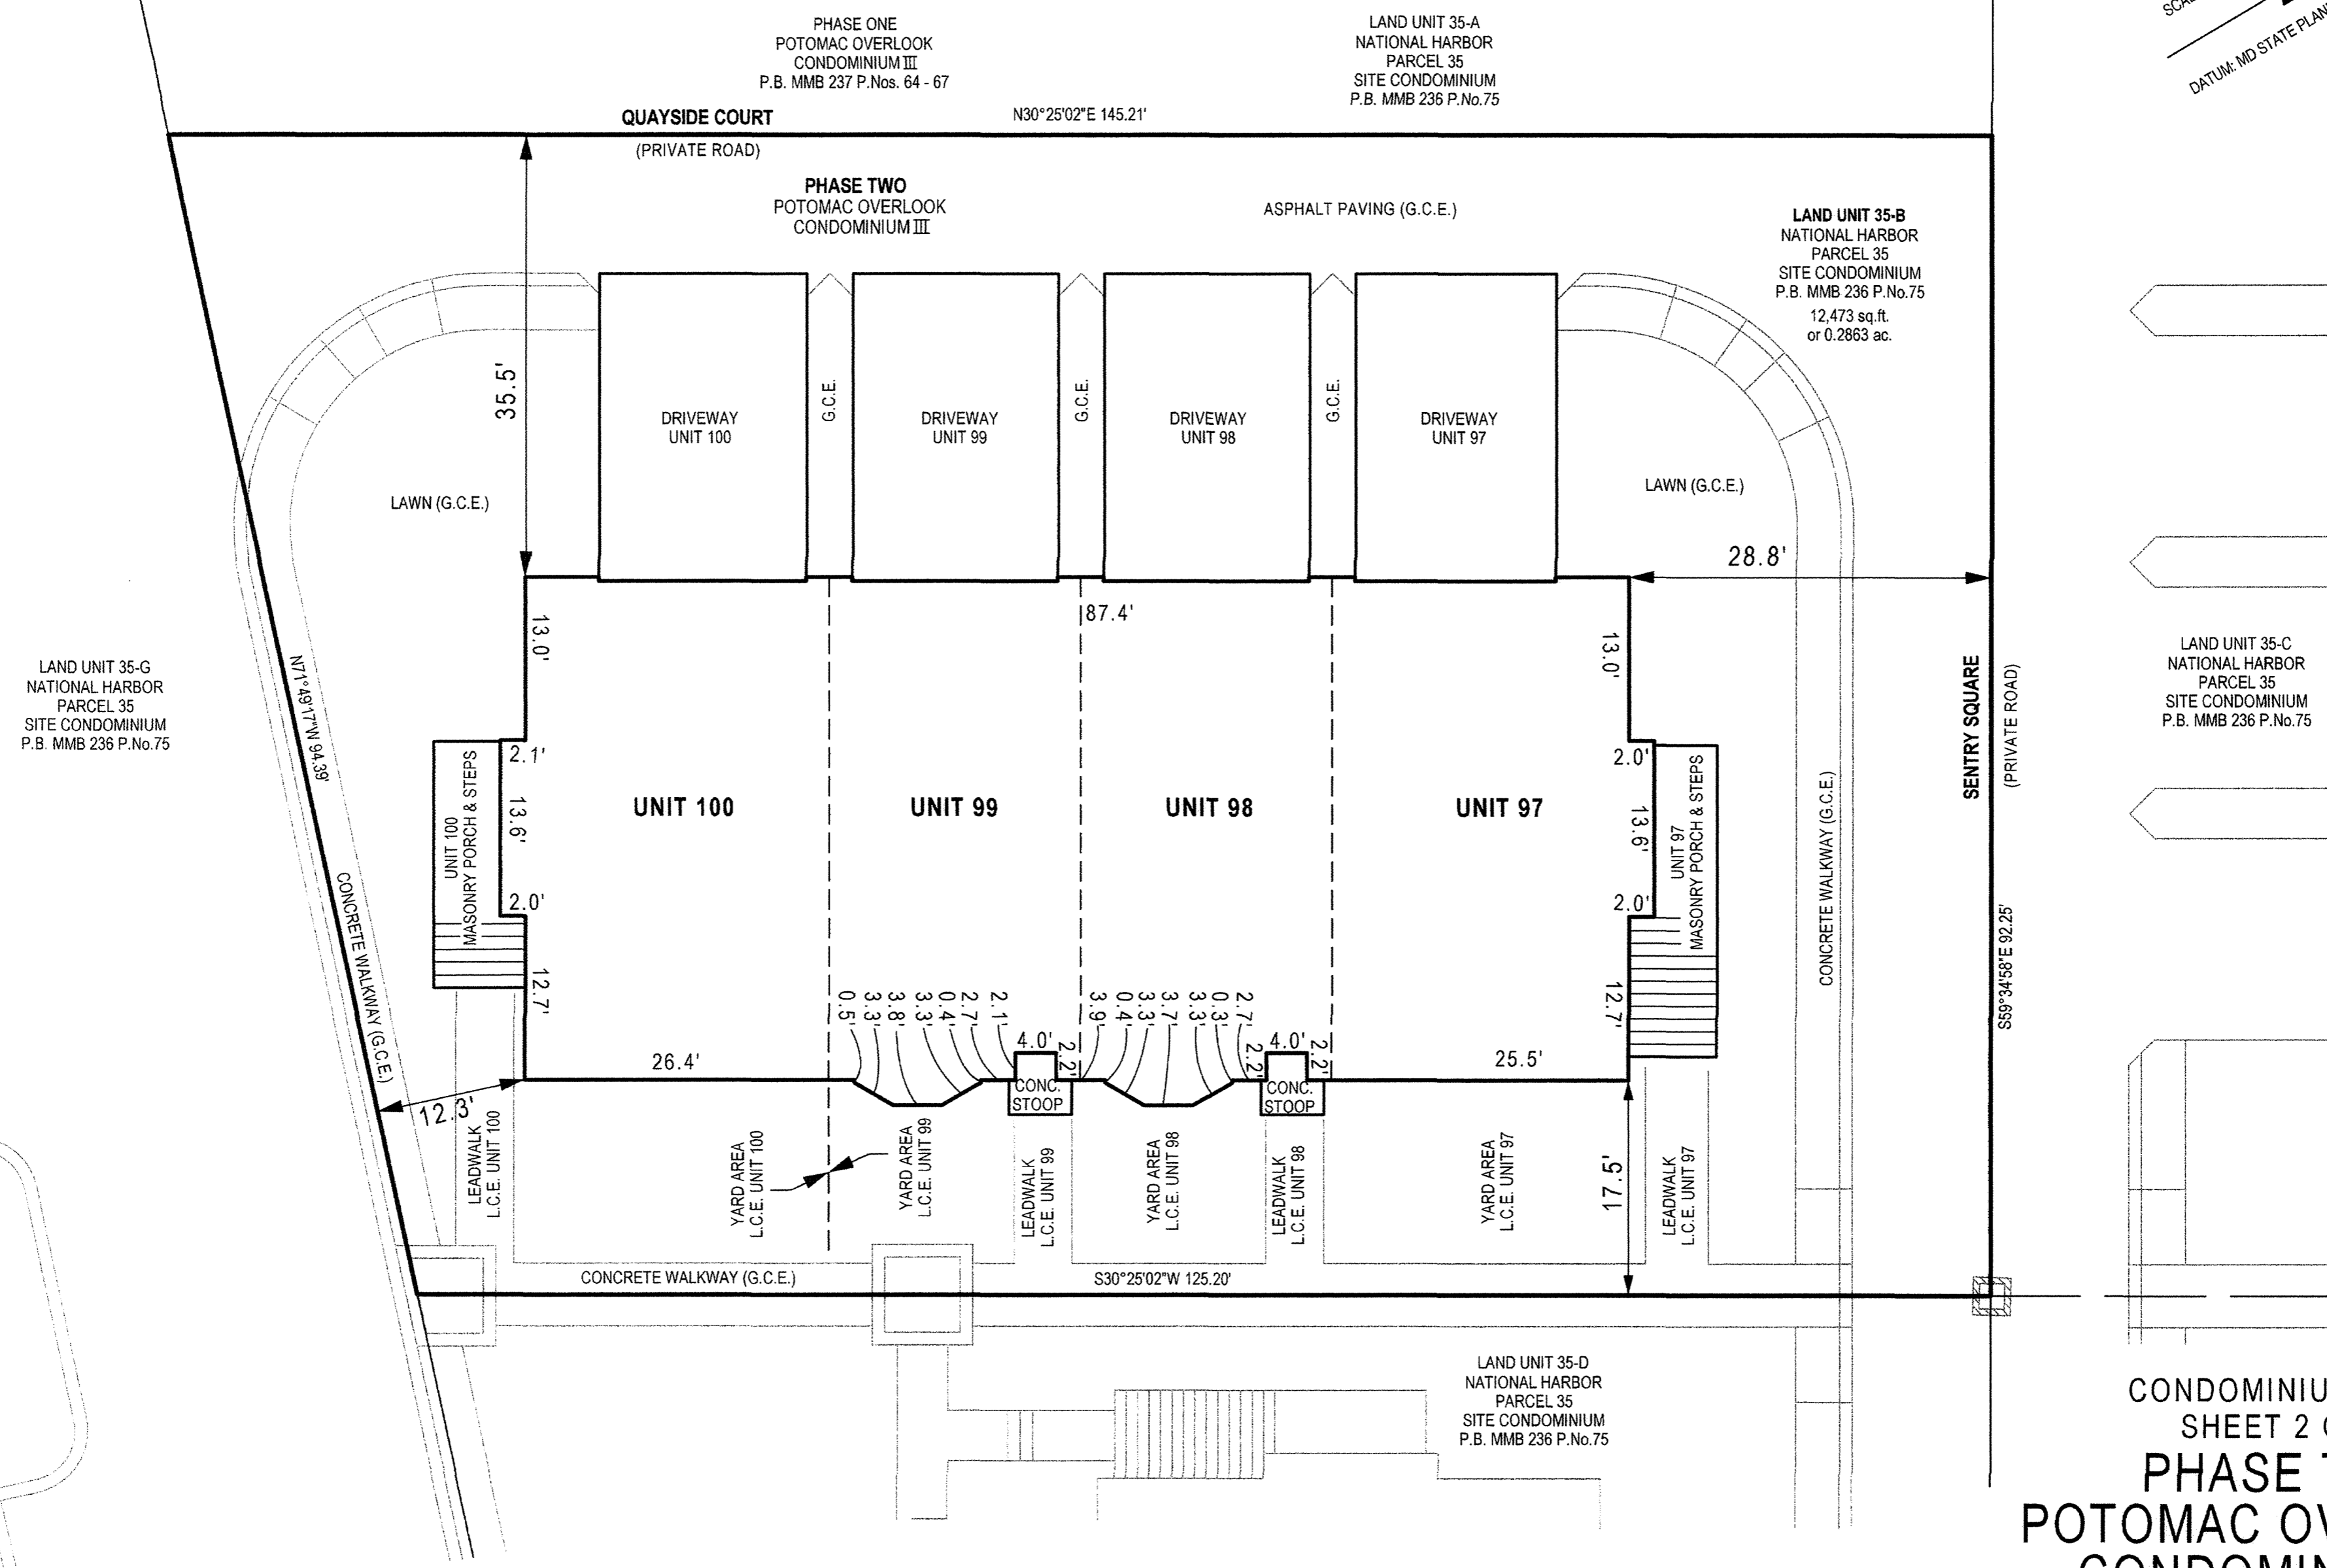 PHASE ONE
POTOMAC OVERLOOK
CONDOMINIUM III
P.B. MMB 237 P.Nos. 64 - 67
LAND UNIT 35-A
NATIONAL HARBOR
PARCEL 35
SITE CONDOMINIUM
P.B. MMB 236 P.No.75
DATUM: MD STATE
QUAYSIDE COURT
(PRIVATE ROAD)
N30°25'02"E 145.21'
PHASE TWO
POTOMAC OVERLOOK
CONDOMINIUM III
ASPHALT PAVING (G.C.E.)
LAND UNIT 35-B
NATIONAL HARBOR
PARCEL 35
SITE CONDOMINIUM
P.B. MMB 236 P.No.75
12,473 sq.ft.
or 0.2863 ac.
35.5'
DRIVEWAY
UNIT 100
G.C.E.
DRIVEWAY
UNIT 99
G.C.E.
DRIVEWAY
UNIT 98
G.C.E.
DRIVEWAY
UNIT 97
LAWN (G.C.E.)
LAWN (G.C.E.)
28.8'
87.4'
13.0'
13.0'
LAND UNIT 35-G
NATIONAL HARBOR
PARCEL 35
SITE CONDOMINIUM
P.B. MMB 236 P.No.75
N71°49'17"W 94.39'
2.1'
13.6'
2.0'
12.7'
UNIT 100
MASONRY PORCH & STEPS
UNIT 100
UNIT 99
UNIT 98
UNIT 97
2.0'
13.6'
2.0'
12.7'
UNIT 97
MASONRY PORCH & STEPS
CONCRETE WALKWAY (G.C.E.)
SENTRY SQUARE
(PRIVATE ROAD)
S59°34'58"E 92.25'
LAND UNIT 35-C
NATIONAL HARBOR
PARCEL 35
SITE CONDOMINIUM
P.B. MMB 236 P.No.75
CONCRETE WALKWAY (G.C.E.)
0.5'
3.3'
3.8'
3.3'
0.4'
2.7'
2.1'
4.0'
2.2'
3.9'
0.4'
3.3'
3.7'
3.3'
0.3'
2.7'
2.2'
4.0'
2.2'
26.4'
25.5'
CONC.
STOOP
CONC.
STOOP
12.3'
17.5'
LEADWALK
L.C.E. UNIT 100
YARD AREA
L.C.E. UNIT 100
YARD AREA
L.C.E. UNIT 99
LEADWALK
L.C.E. UNIT 99
YARD AREA
L.C.E. UNIT 98
LEADWALK
L.C.E. UNIT 98
YARD AREA
L.C.E. UNIT 97
LEADWALK
L.C.E. UNIT 97
CONCRETE WALKWAY (G.C.E.)
S30°25'02"W 125.20'
LAND UNIT 35-D
NATIONAL HARBOR
PARCEL 35
SITE CONDOMINIUM
P.B. MMB 236 P.No.75
SHEET 2
PHASE
POTOMAC